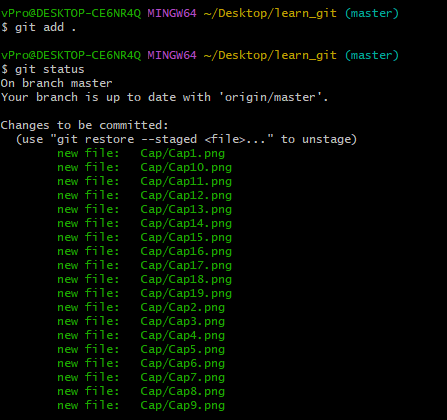 vPro@DESKTOP-CE6NR4Q MINGW64 ~/Desktop/learn_git (master)
$ git add .

vPro@DESKTOP-CE6NR4Q MINGW64 ~/Desktop/learn_git (master)
$ git status
On branch master
Your branch is up to date with 'origin/master'.

Changes to be committed:
  (use "git restore --staged <file>..." to unstage)
        new file:   Cap/Cap1.png
        new file:   Cap/Cap10.png
        new file:   Cap/Cap11.png
        new file:   Cap/Cap12.png
        new file:   Cap/Cap13.png
        new file:   Cap/Cap14.png
        new file:   Cap/Cap15.png
        new file:   Cap/Cap16.png
        new file:   Cap/Cap17.png
        new file:   Cap/Cap18.png
        new file:   Cap/Cap19.png
        new file:   Cap/Cap2.png
        new file:   Cap/Cap3.png
        new file:   Cap/Cap4.png
        new file:   Cap/Cap5.png
        new file:   Cap/Cap6.png
        new file:   Cap/Cap7.png
        new file:   Cap/Cap8.png
        new file:   Cap/Cap9.png